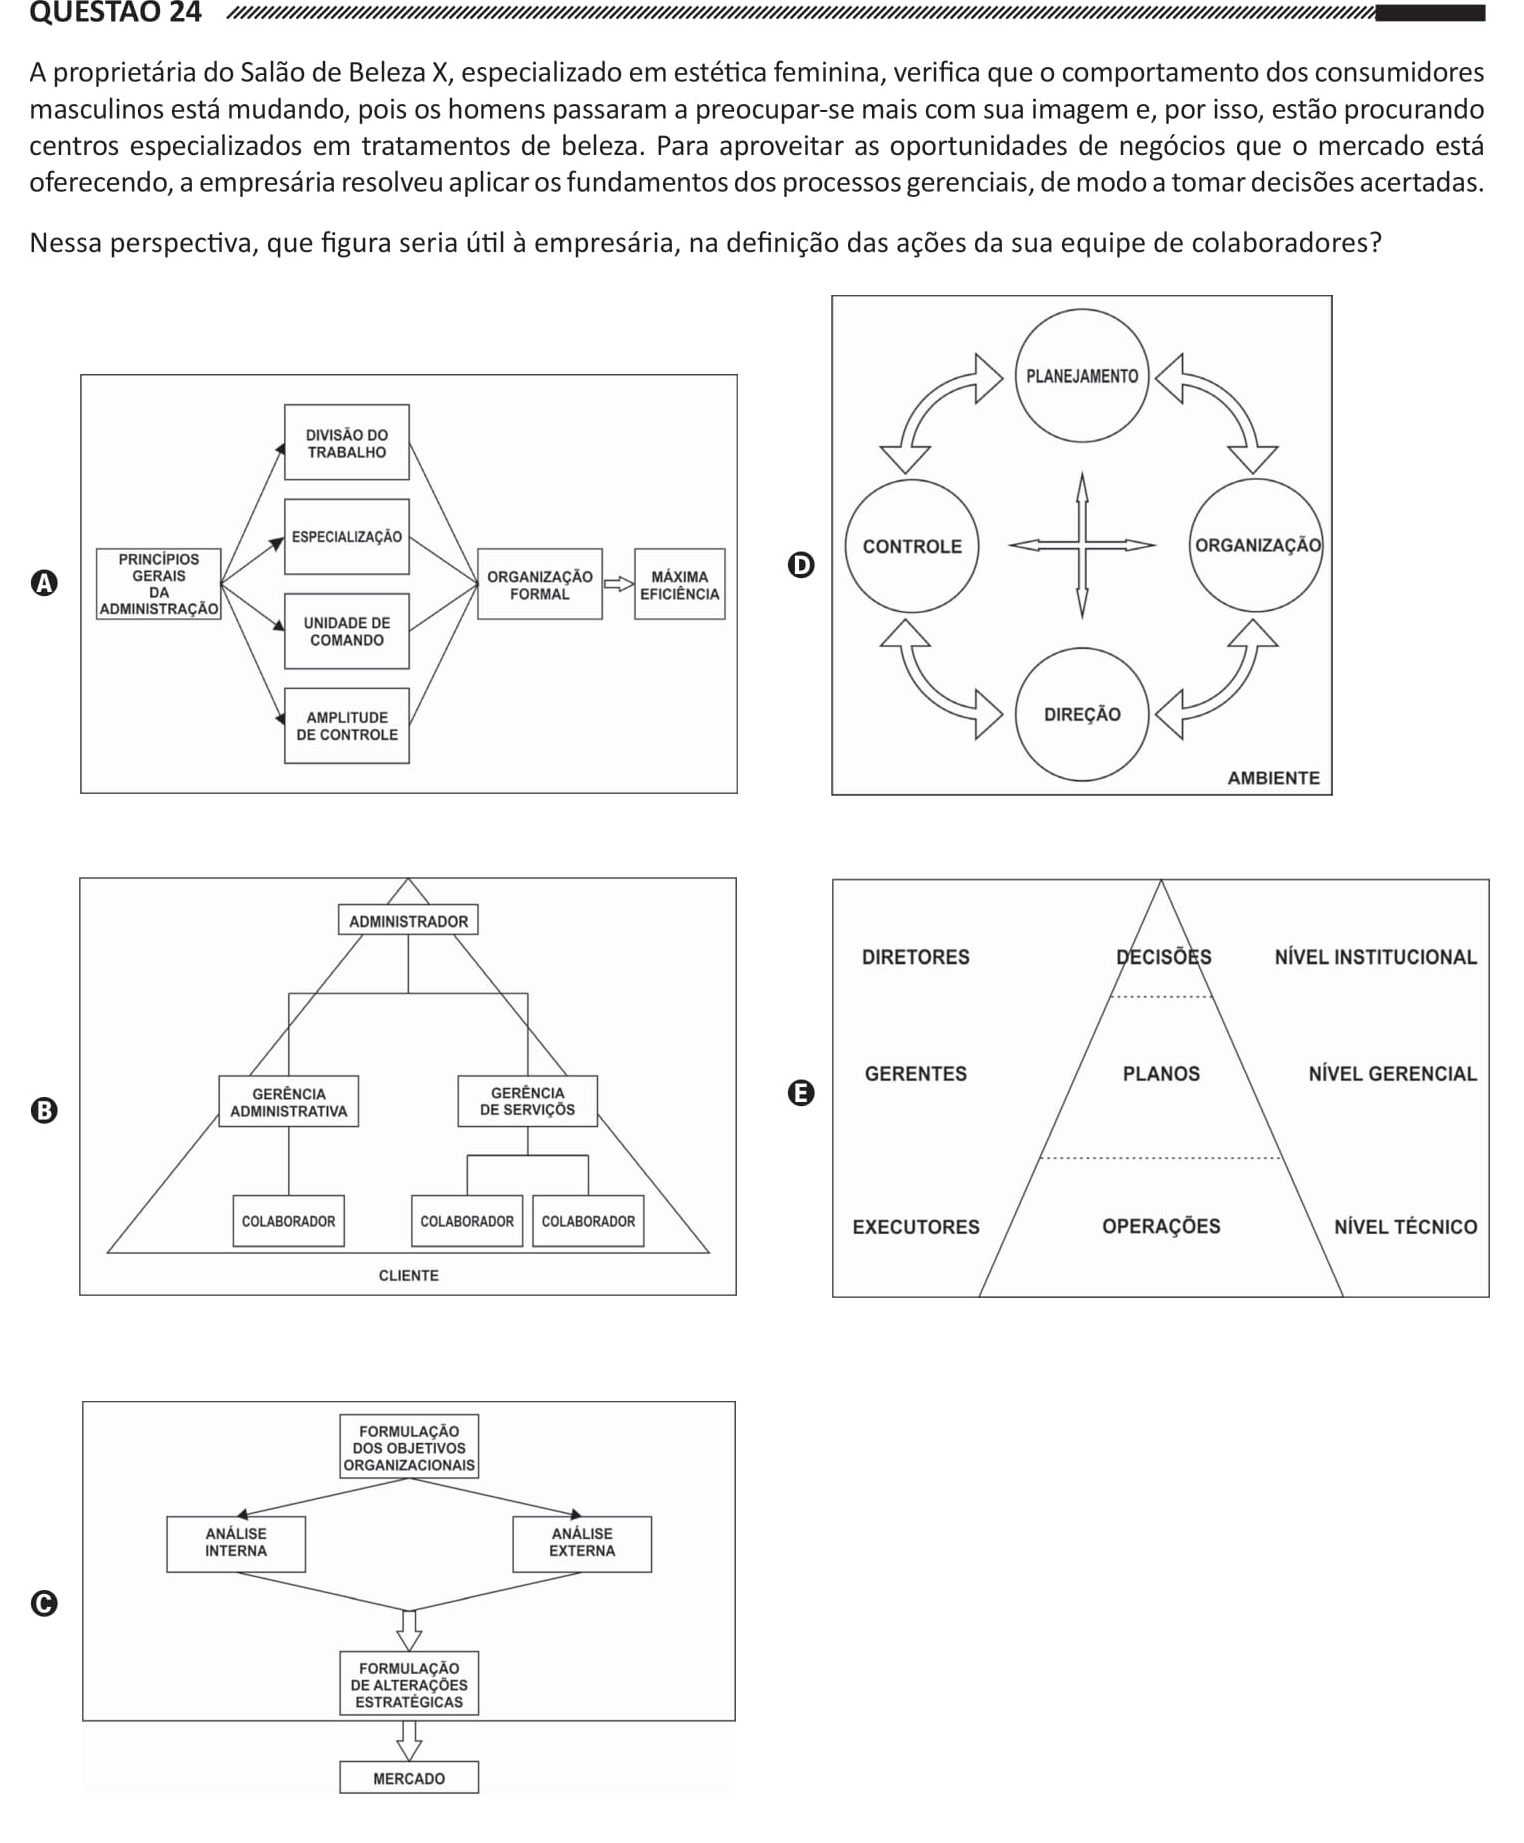 QUESTÃO 24
A proprietária do Salão de Beleza X, especializado em estética feminina, verifica que o comportamento dos consumidores
masculinos está mudando, pois os homens passaram a preocupar-se mais com sua imagem e, por isso, estão procurando
centros especializados em tratamentos de beleza. Para aproveitar as oportunidades de negócios que o mercado está
oferecendo, a empresária resolveu aplicar os fundamentos dos processos gerenciais, de modo a tomar decisões acertadas.
Nessa perspectiva, que figura seria útil à empresária, na definição das ações da sua equipe de colaboradores?
A
PRINCÍPIOS
GERAIS
DA
ADMINISTRAÇÃO
DIVISÃO DO
TRABALHO
ESPECIALIZAÇÃO
UNIDADE DE
COMANDO
AMPLITUDE
DE CONTROLE
ORGANIZAÇÃO
FORMAL
MÁXIMA
EFICIÊNCIA
B
ADMINISTRADOR
GERÊNCIA
ADMINISTRATIVA
GERÊNCIA
DE SERVIÇÕS
COLABORADOR
COLABORADOR
COLABORADOR
CLIENTE
C
FORMULAÇÃO
DOS OBJETIVOS
ORGANIZACIONAIS
ANÁLISE
INTERNA
ANÁLISE
EXTERNA
FORMULAÇÃO
DE ALTERAÇÕES
ESTRATÉGICAS
MERCADO
D
PLANEJAMENTO
CONTROLE
ORGANIZAÇÃO
DIREÇÃO
AMBIENTE
E
DIRETORES
DECISÕES
NÍVEL INSTITUCIONAL
GERENTES
PLANOS
NÍVEL GERENCIAL
EXECUTORES
OPERAÇÕES
NÍVEL TÉCNICO